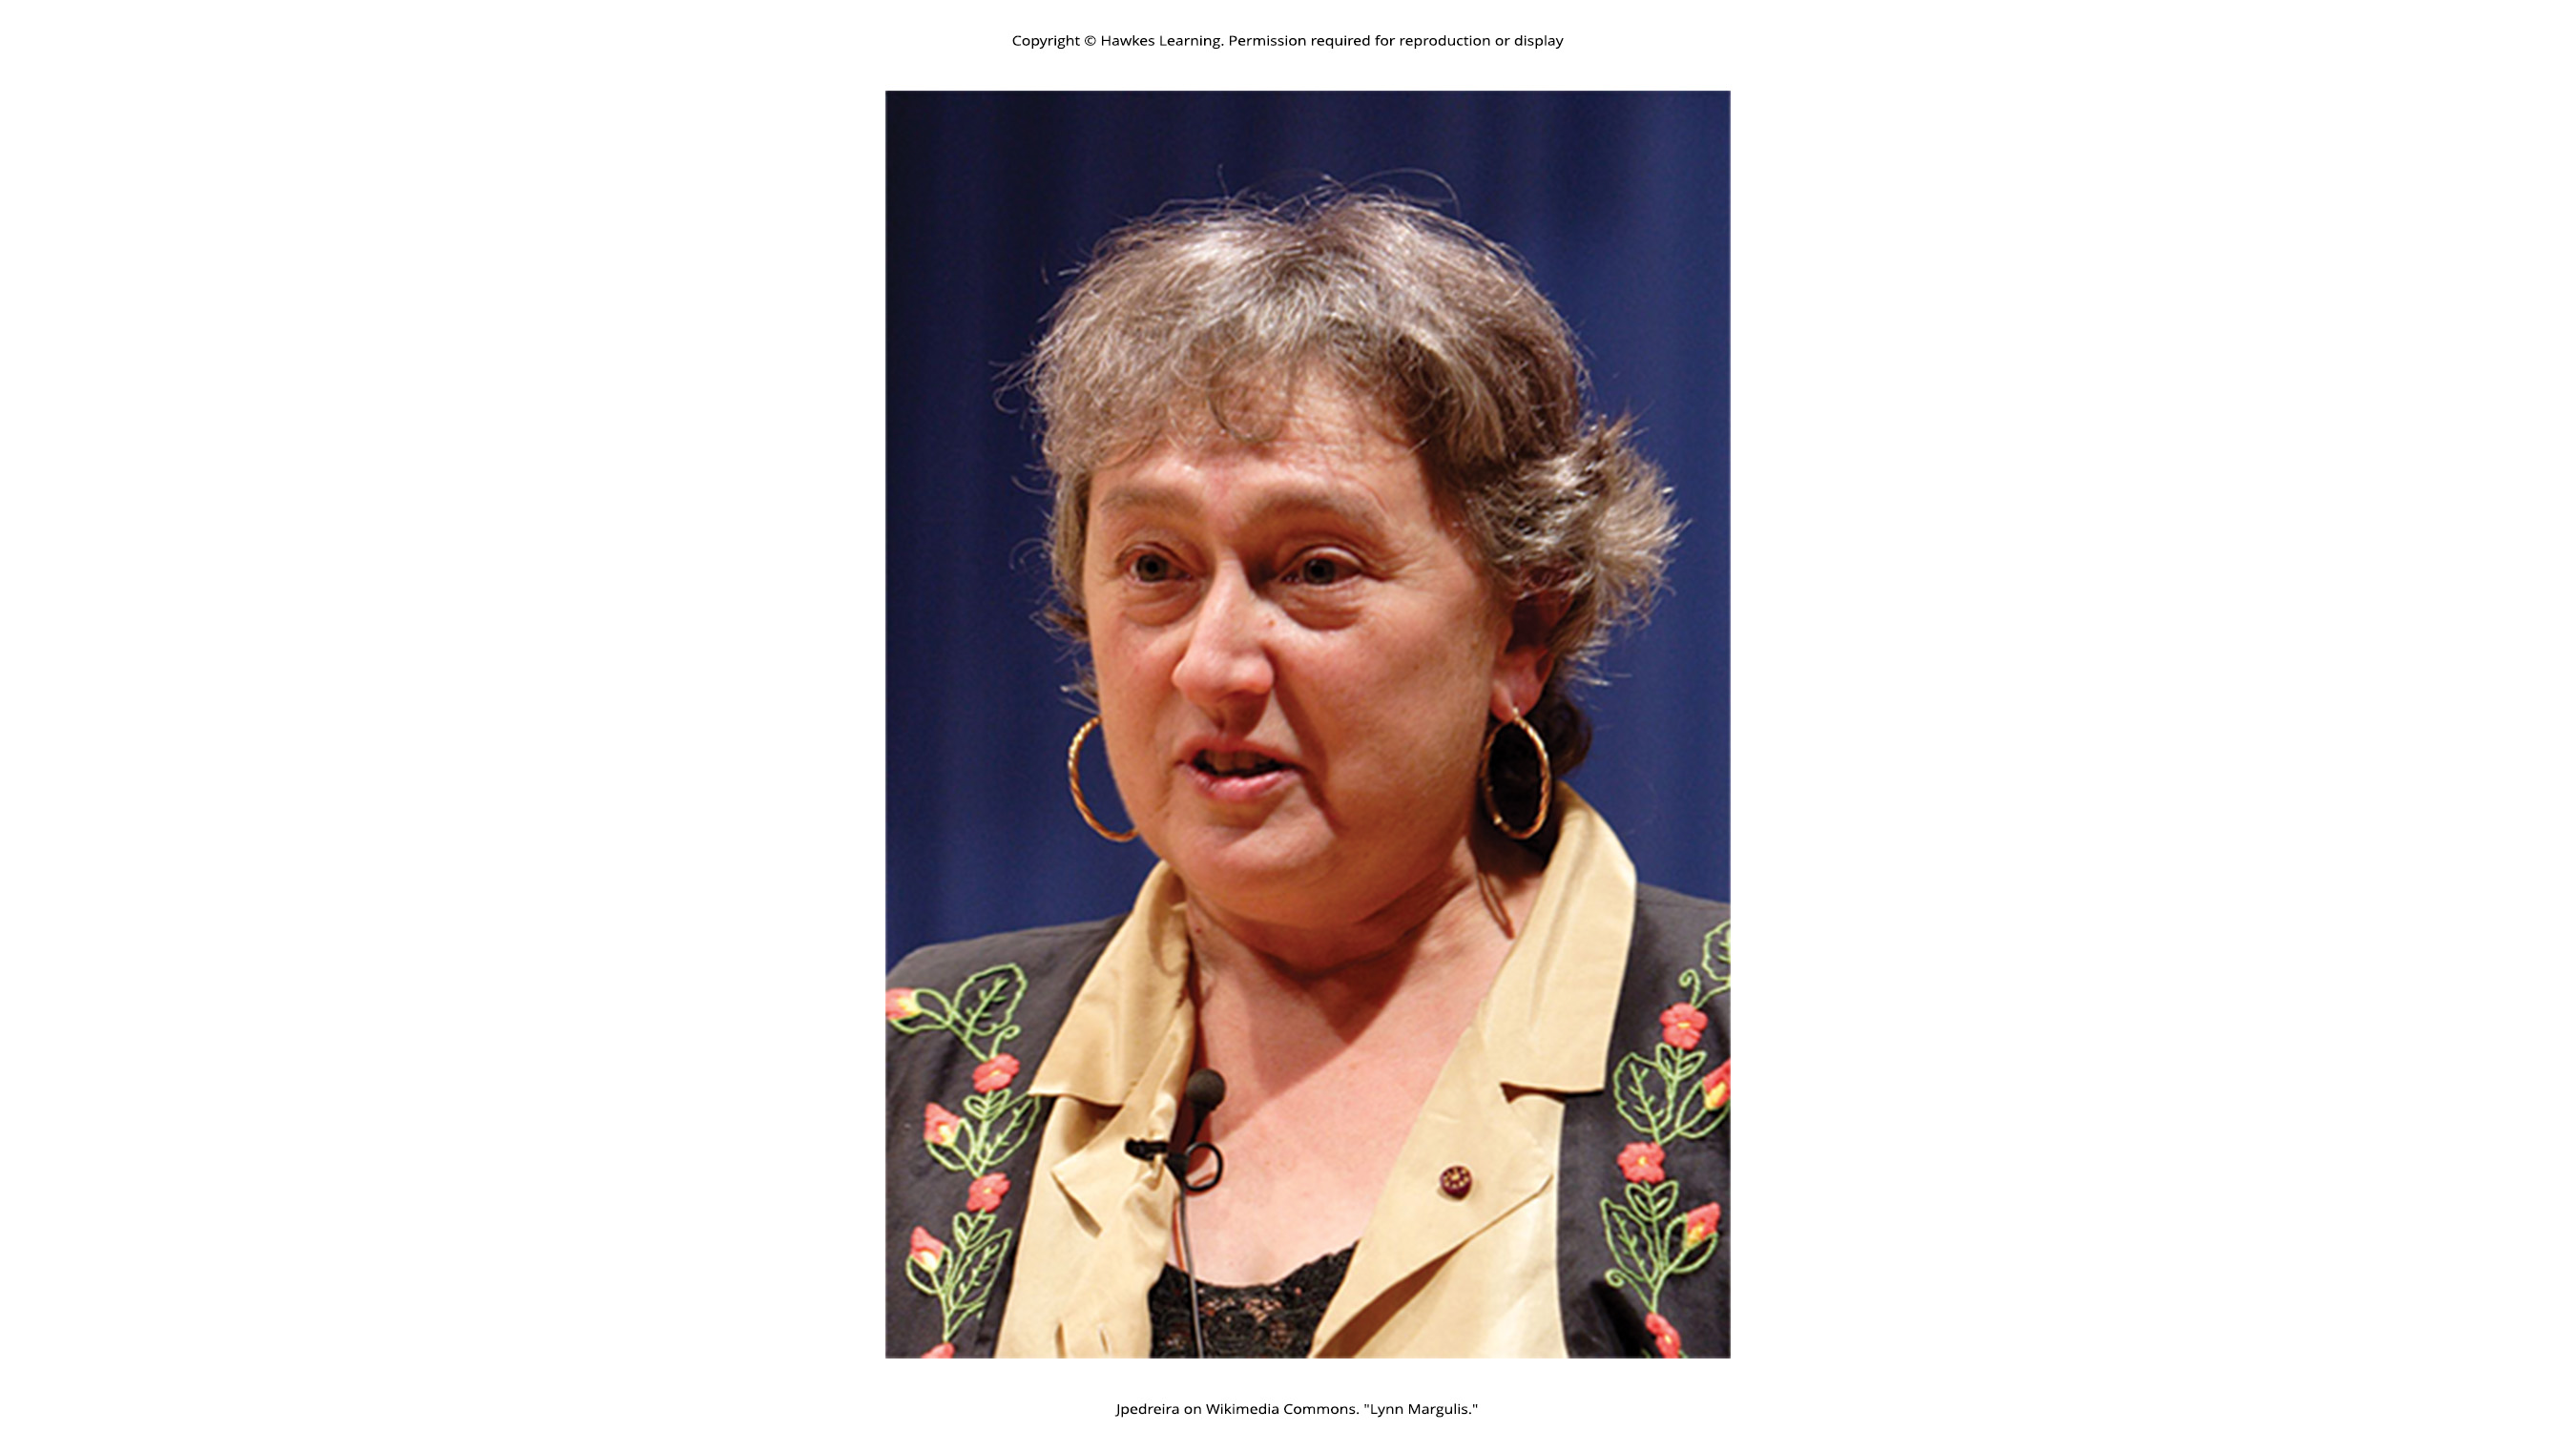 Copyright © Hawkes Learning. Permission required for reproduction or display
Jpedreira on Wikimedia Commons. "Lynn Margulis."